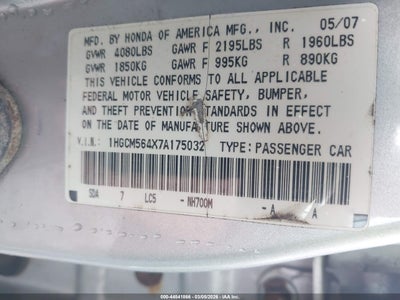 MFD. BY HONDA OF AMERICA MFG., INC. 05/07
GVWR 4080LBS GAWR F 2195LBS R 1960LBS
GVWR 1850KG GAWR F 995KG R 890KG
THIS VEHICLE CONFORMS TO ALL APPLICABLE
FEDERAL MOTOR VEHICLE SAFETY, BUMPER,
AND THEFT PREVENTION STANDARDS IN EFFECT
ON THE DATE OF MANUFACTURE SHOWN ABOVE.
V.I.N.: 1HGCM564X7A175032 TYPE: PASSENGER CAR
SDA 7 LC5 -NH700M -A A
000-44641066 - 03/05/2026 - IAA Inc.